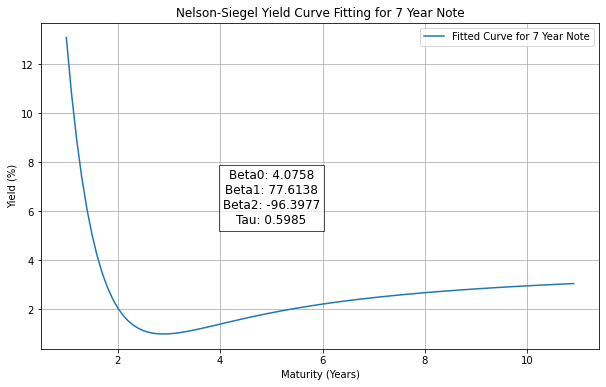 Nelson-Siegel Yield Curve Fitting for 7 Year Note
Fitted Curve for 7 Year Note
12
10
8
6
4
2
Yield (%)
Beta0: 4.0758
Beta1: 77.6138
Beta2: -96.3977
Tau: 0.5985
2 4 6 8 10
Maturity (Years)